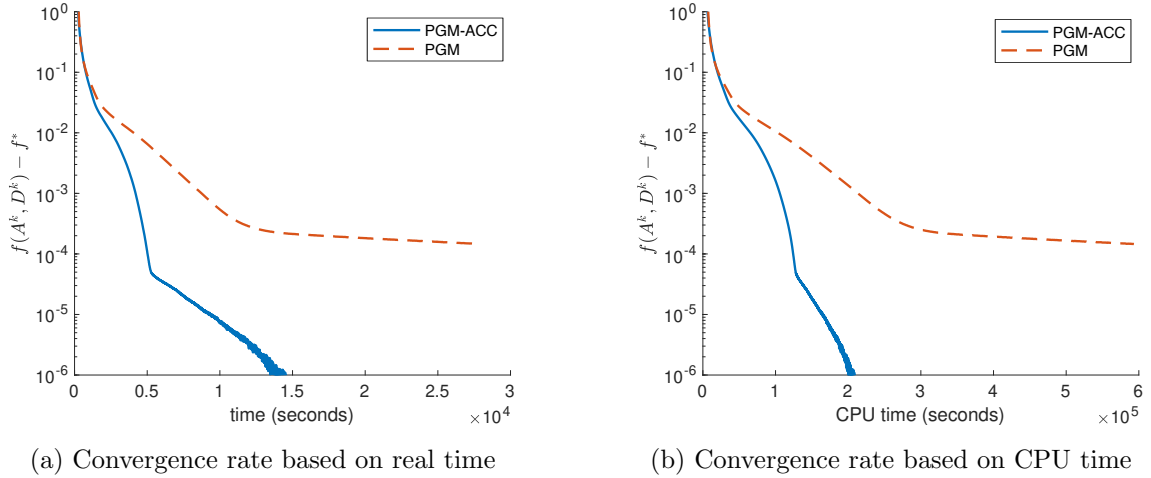 10^0
10^-1
10^-2
10^-3
10^-4
10^-5
10^-6
f(A^k, D^k) − f^*
PGM-ACC
PGM
0 0.5 1 1.5 2 2.5 3
time (seconds) ×10^4
(a) Convergence rate based on real time
10^0
10^-1
10^-2
10^-3
10^-4
10^-5
10^-6
f(A^k, D^k) − f^*
PGM-ACC
PGM
0 1 2 3 4 5 6
CPU time (seconds) ×10^5
(b) Convergence rate based on CPU time